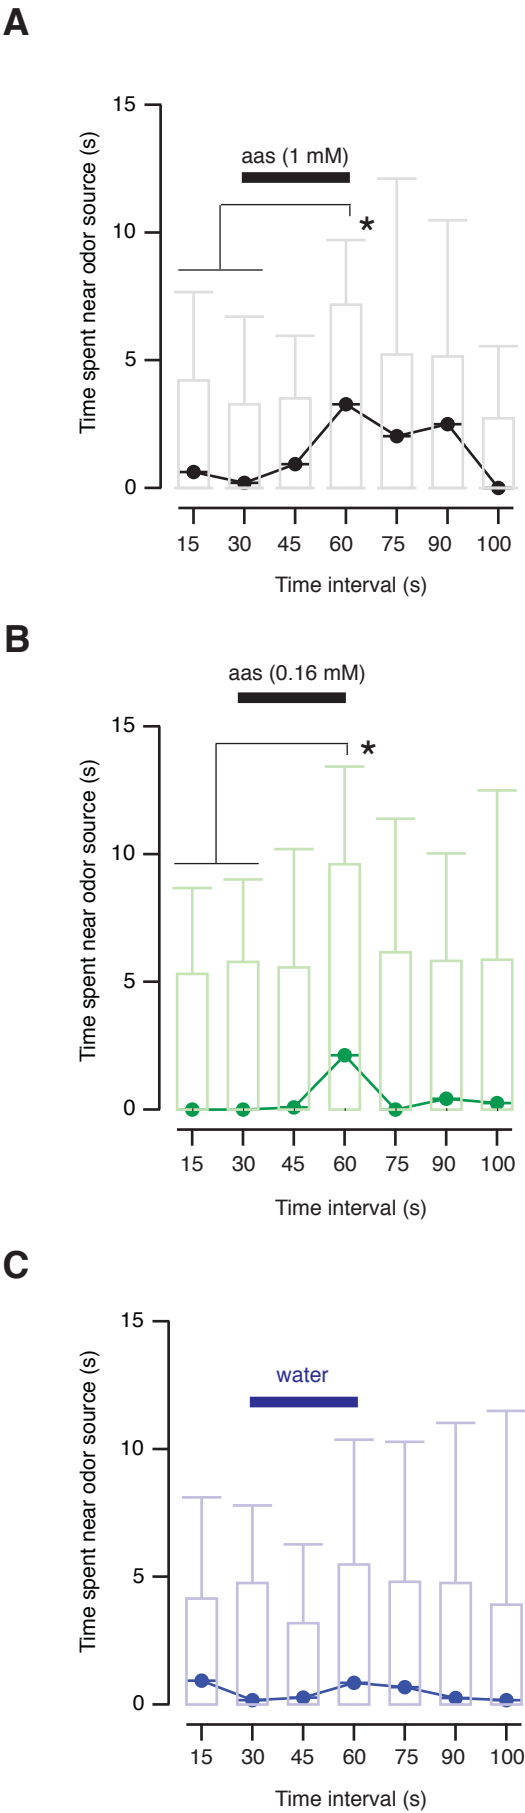 A
aas (1 mM)
*
Time spent near odor source (s)
15
10
5
0
15 30 45 60 75 90 100
Time interval (s)
B
aas (0.16 mM)
*
Time spent near odor source (s)
15
10
5
0
15 30 45 60 75 90 100
Time interval (s)
C
water
Time spent near odor source (s)
15
10
5
0
15 30 45 60 75 90 100
Time interval (s)